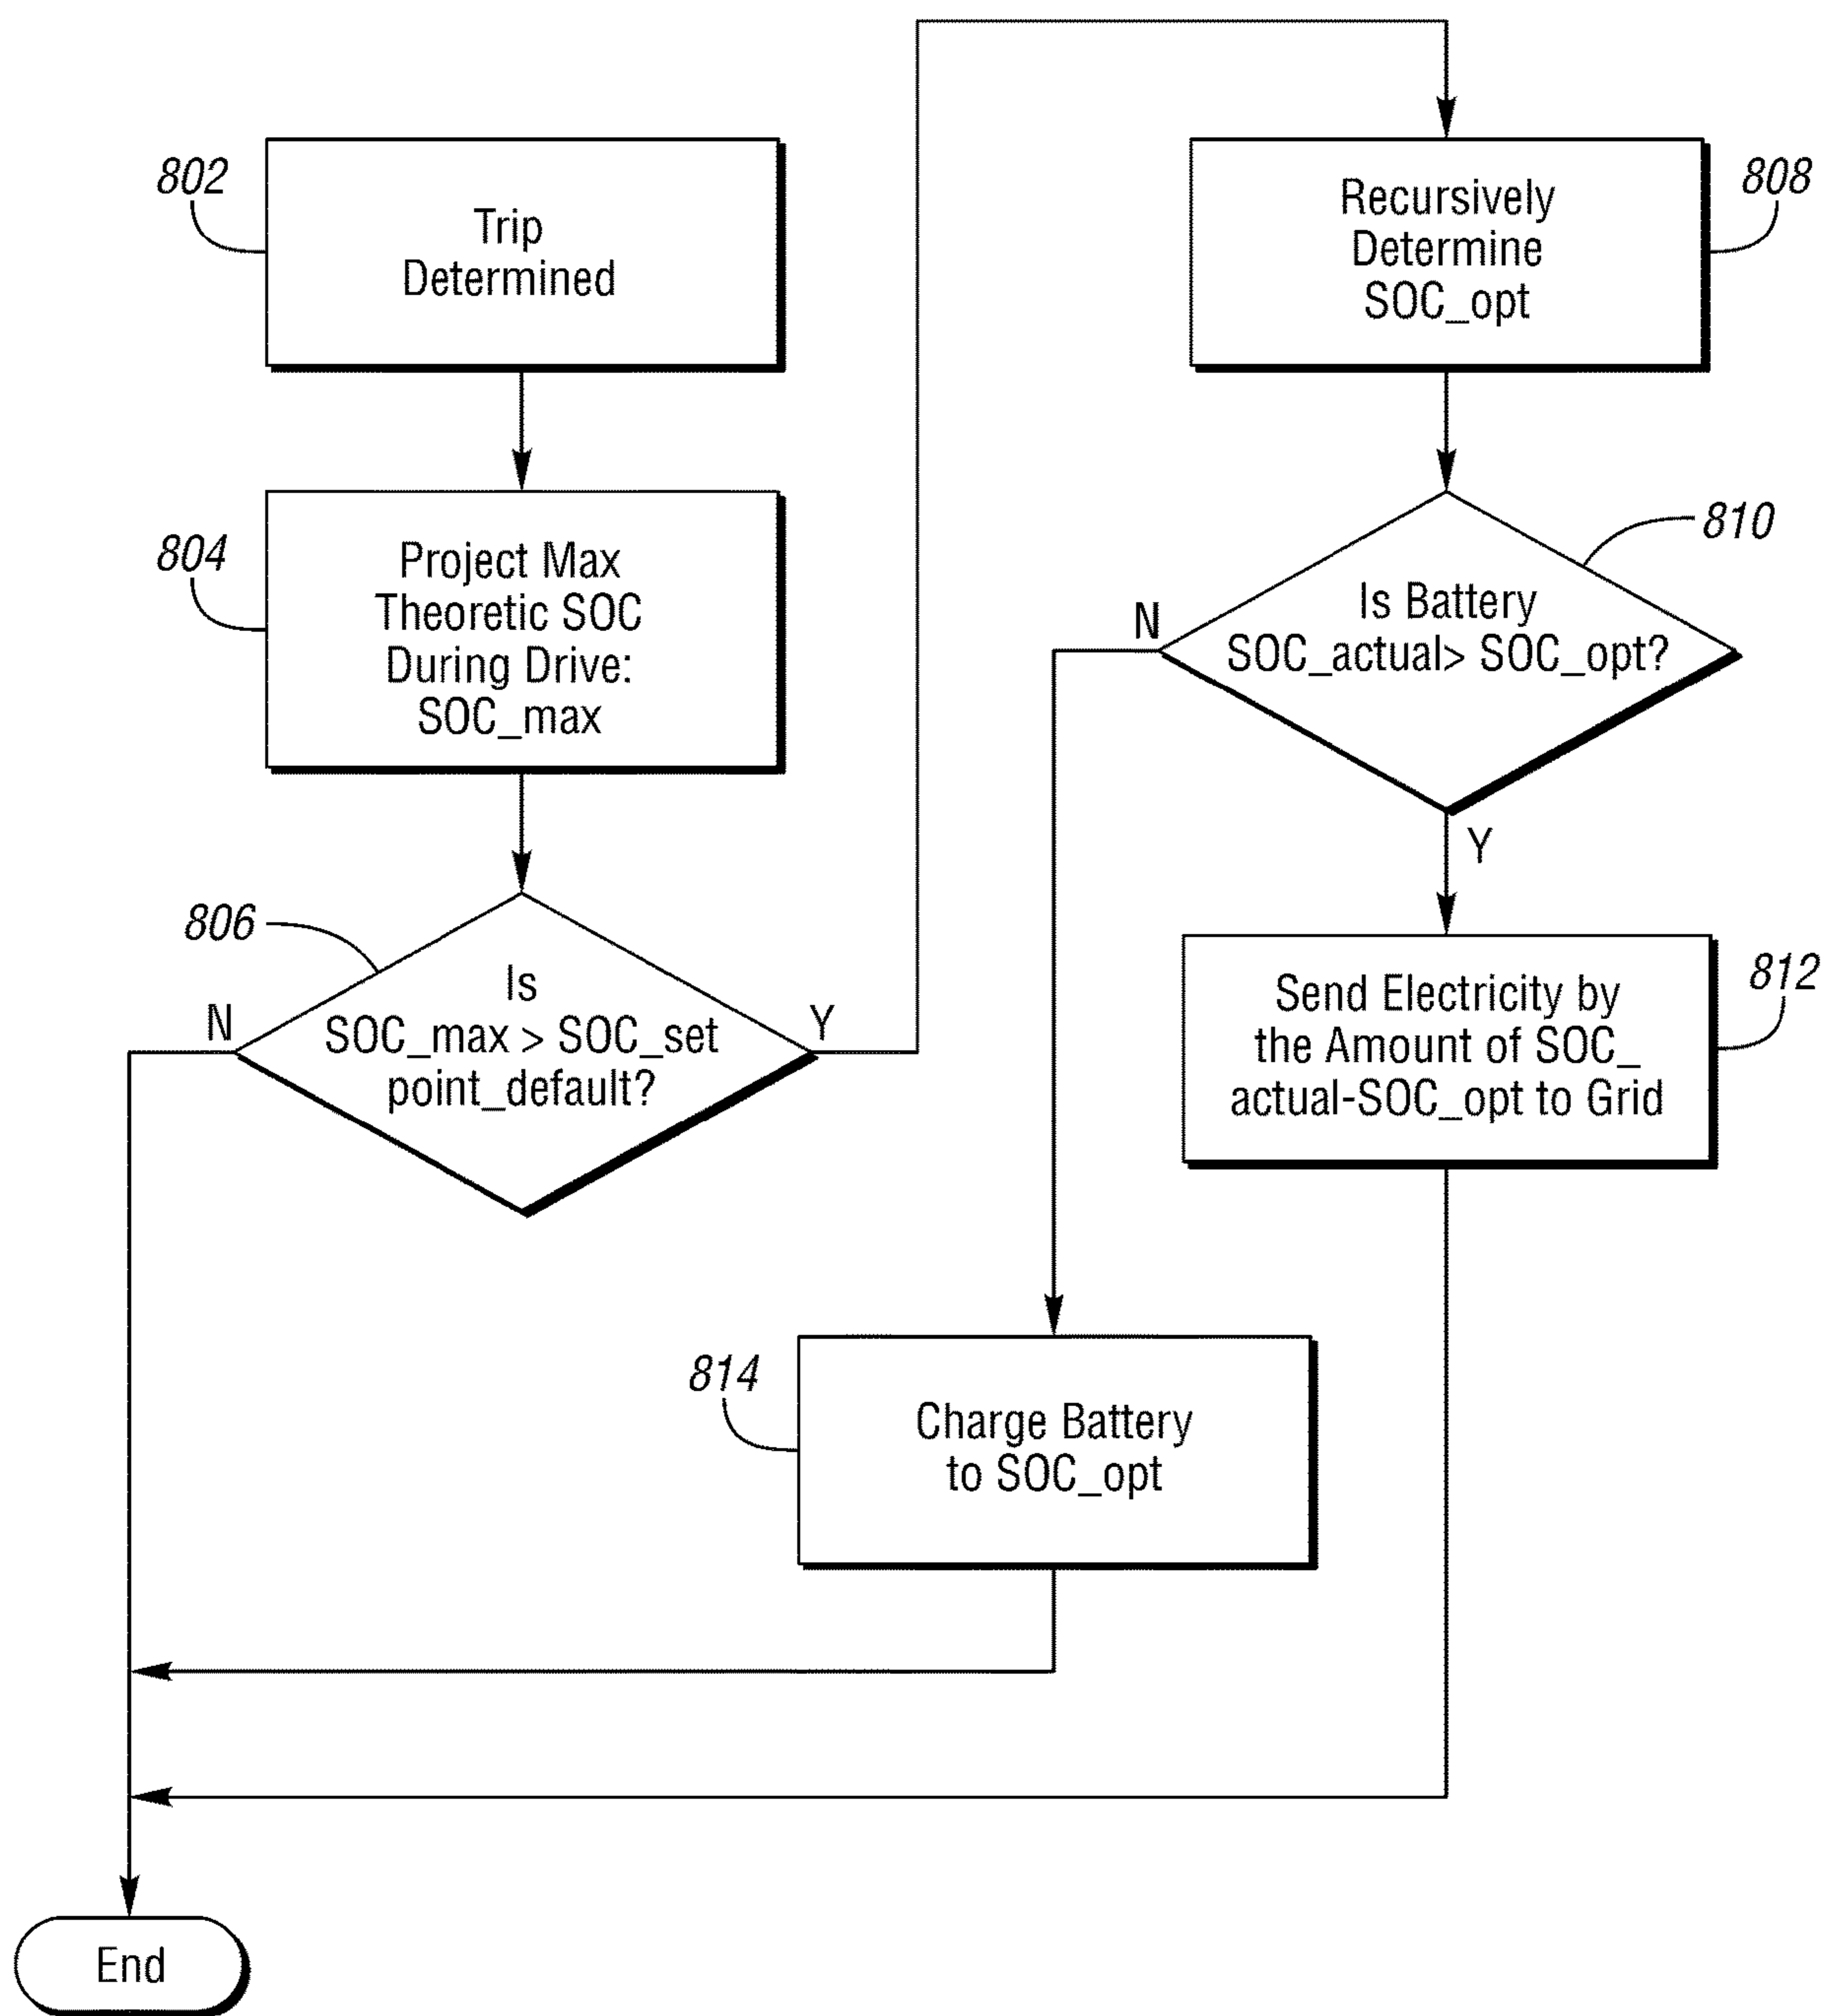 802
Trip
Determined
804
Project Max
Theoretic SOC
During Drive:
SOC_max
806
Is
SOC_max > SOC_set
point_default?
N
Y
808
Recursively
Determine
SOC_opt
810
Is Battery
SOC_actual> SOC_opt?
N
Y
812
Send Electricity by
the Amount of SOC_
actual-SOC_opt to Grid
814
Charge Battery
to SOC_opt
End